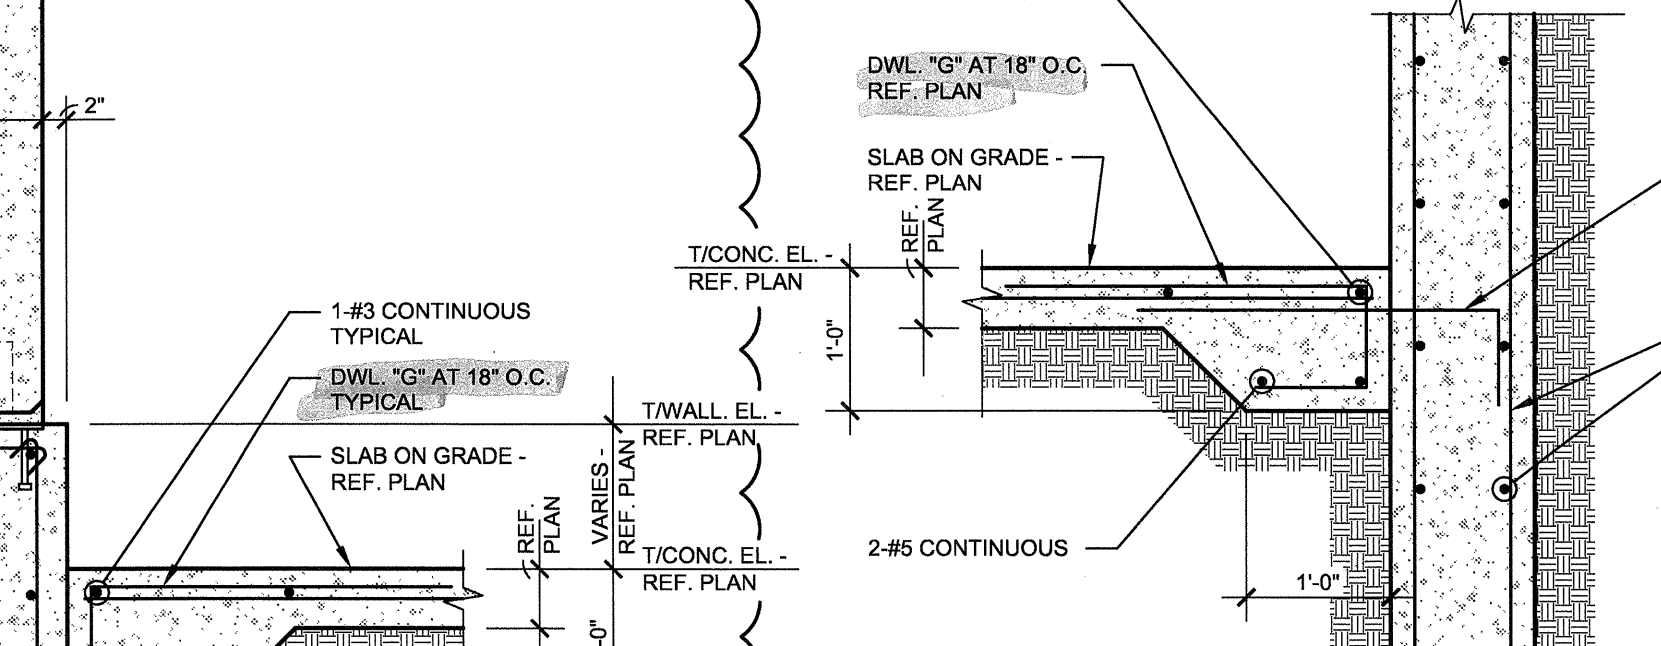 2"
1-#3 CONTINUOUS
TYPICAL
DWL. "G" AT 18" O.C.
TYPICAL
SLAB ON GRADE -
REF. PLAN
REF.
PLAN
VARIES -
REF. PLAN
T/WALL. EL. -
REF. PLAN
T/CONC. EL. -
REF. PLAN
-0"
DWL. "G" AT 18" O.C
REF. PLAN
SLAB ON GRADE -
REF. PLAN
REF.
PLAN
T/CONC. EL. -
REF. PLAN
1'-0"
2-#5 CONTINUOUS
1'-0"